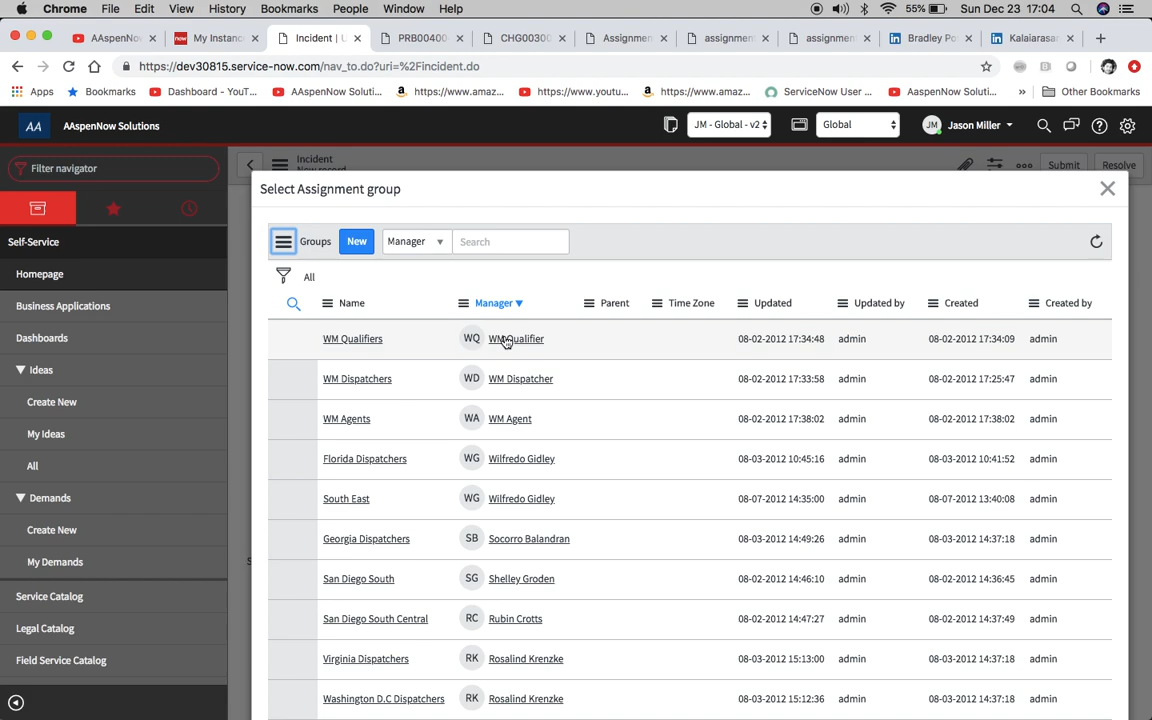 Chrome File Edit View History Bookmarks People Window Help 55% Sun Dec 23 17:04
AAspenNow My Instanc Incident | U PRB00400 CHG00300 Assignmen assignmen assignmen Bradley Po Kalaiarasar
https://dev30815.service-now.com/nav_to.do?uri=%2Fincident.do
Apps Bookmarks Dashboard - YouT... AAspenNow Soluti... https://www.amaz... https://www.youtu... https://www.amaz... ServiceNow User ... AAspenNow Soluti... » Other Bookmarks
AA AAspenNow Solutions JM - Global - v2 Global JM Jason Miller
Filter navigator
Incident
New record
Submit Resolve
Select Assignment group
Groups New Manager Search
All
Name Manager Parent Time Zone Updated Updated by Created Created by
WM Qualifiers WQ WM Qualifier 08-02-2012 17:34:48 admin 08-02-2012 17:34:09 admin
WM Dispatchers WD WM Dispatcher 08-02-2012 17:33:58 admin 08-02-2012 17:25:47 admin
WM Agents WA WM Agent 08-02-2012 17:38:02 admin 08-02-2012 17:38:02 admin
Florida Dispatchers WG Wilfredo Gidley 08-03-2012 10:45:16 admin 08-03-2012 10:41:52 admin
South East WG Wilfredo Gidley 08-07-2012 14:35:00 admin 08-07-2012 13:40:08 admin
Georgia Dispatchers SB Socorro Balandran 08-03-2012 14:49:26 admin 08-03-2012 14:37:18 admin
San Diego South SG Shelley Groden 08-02-2012 14:46:10 admin 08-02-2012 14:36:45 admin
San Diego South Central RC Rubin Crotts 08-02-2012 14:47:27 admin 08-02-2012 14:37:49 admin
Virginia Dispatchers RK Rosalind Krenzke 08-03-2012 15:13:00 admin 08-03-2012 14:37:18 admin
Washington D.C Dispatchers RK Rosalind Krenzke 08-03-2012 15:12:36 admin 08-03-2012 14:37:18 admin
Self-Service
Homepage
Business Applications
Dashboards
Ideas
Create New
My Ideas
All
Demands
Create New
My Demands
Service Catalog
Legal Catalog
Field Service Catalog